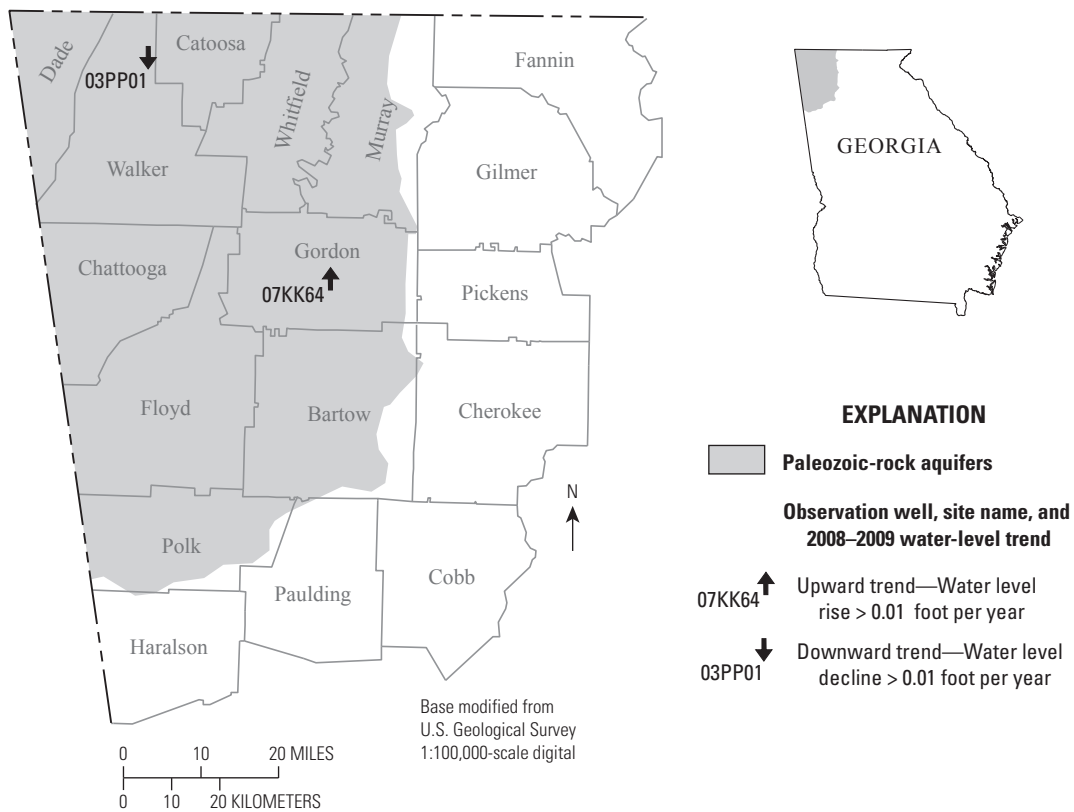 Dade
Catoosa
03PP01
Walker
Whitfield
Murray
Fannin
Gilmer
Chattooga
Gordon
07KK64
Pickens
Floyd
Bartow
Cherokee
Polk
Paulding
Cobb
Haralson
N
Base modified from
U.S. Geological Survey
1:100,000-scale digital
0 10 20 MILES
0 10 20 KILOMETERS
GEORGIA
EXPLANATION
Paleozoic-rock aquifers
Observation well, site name, and
2008–2009 water-level trend
07KK64 Upward trend—Water level
rise > 0.01 foot per year
03PP01 Downward trend—Water level
decline > 0.01 foot per year